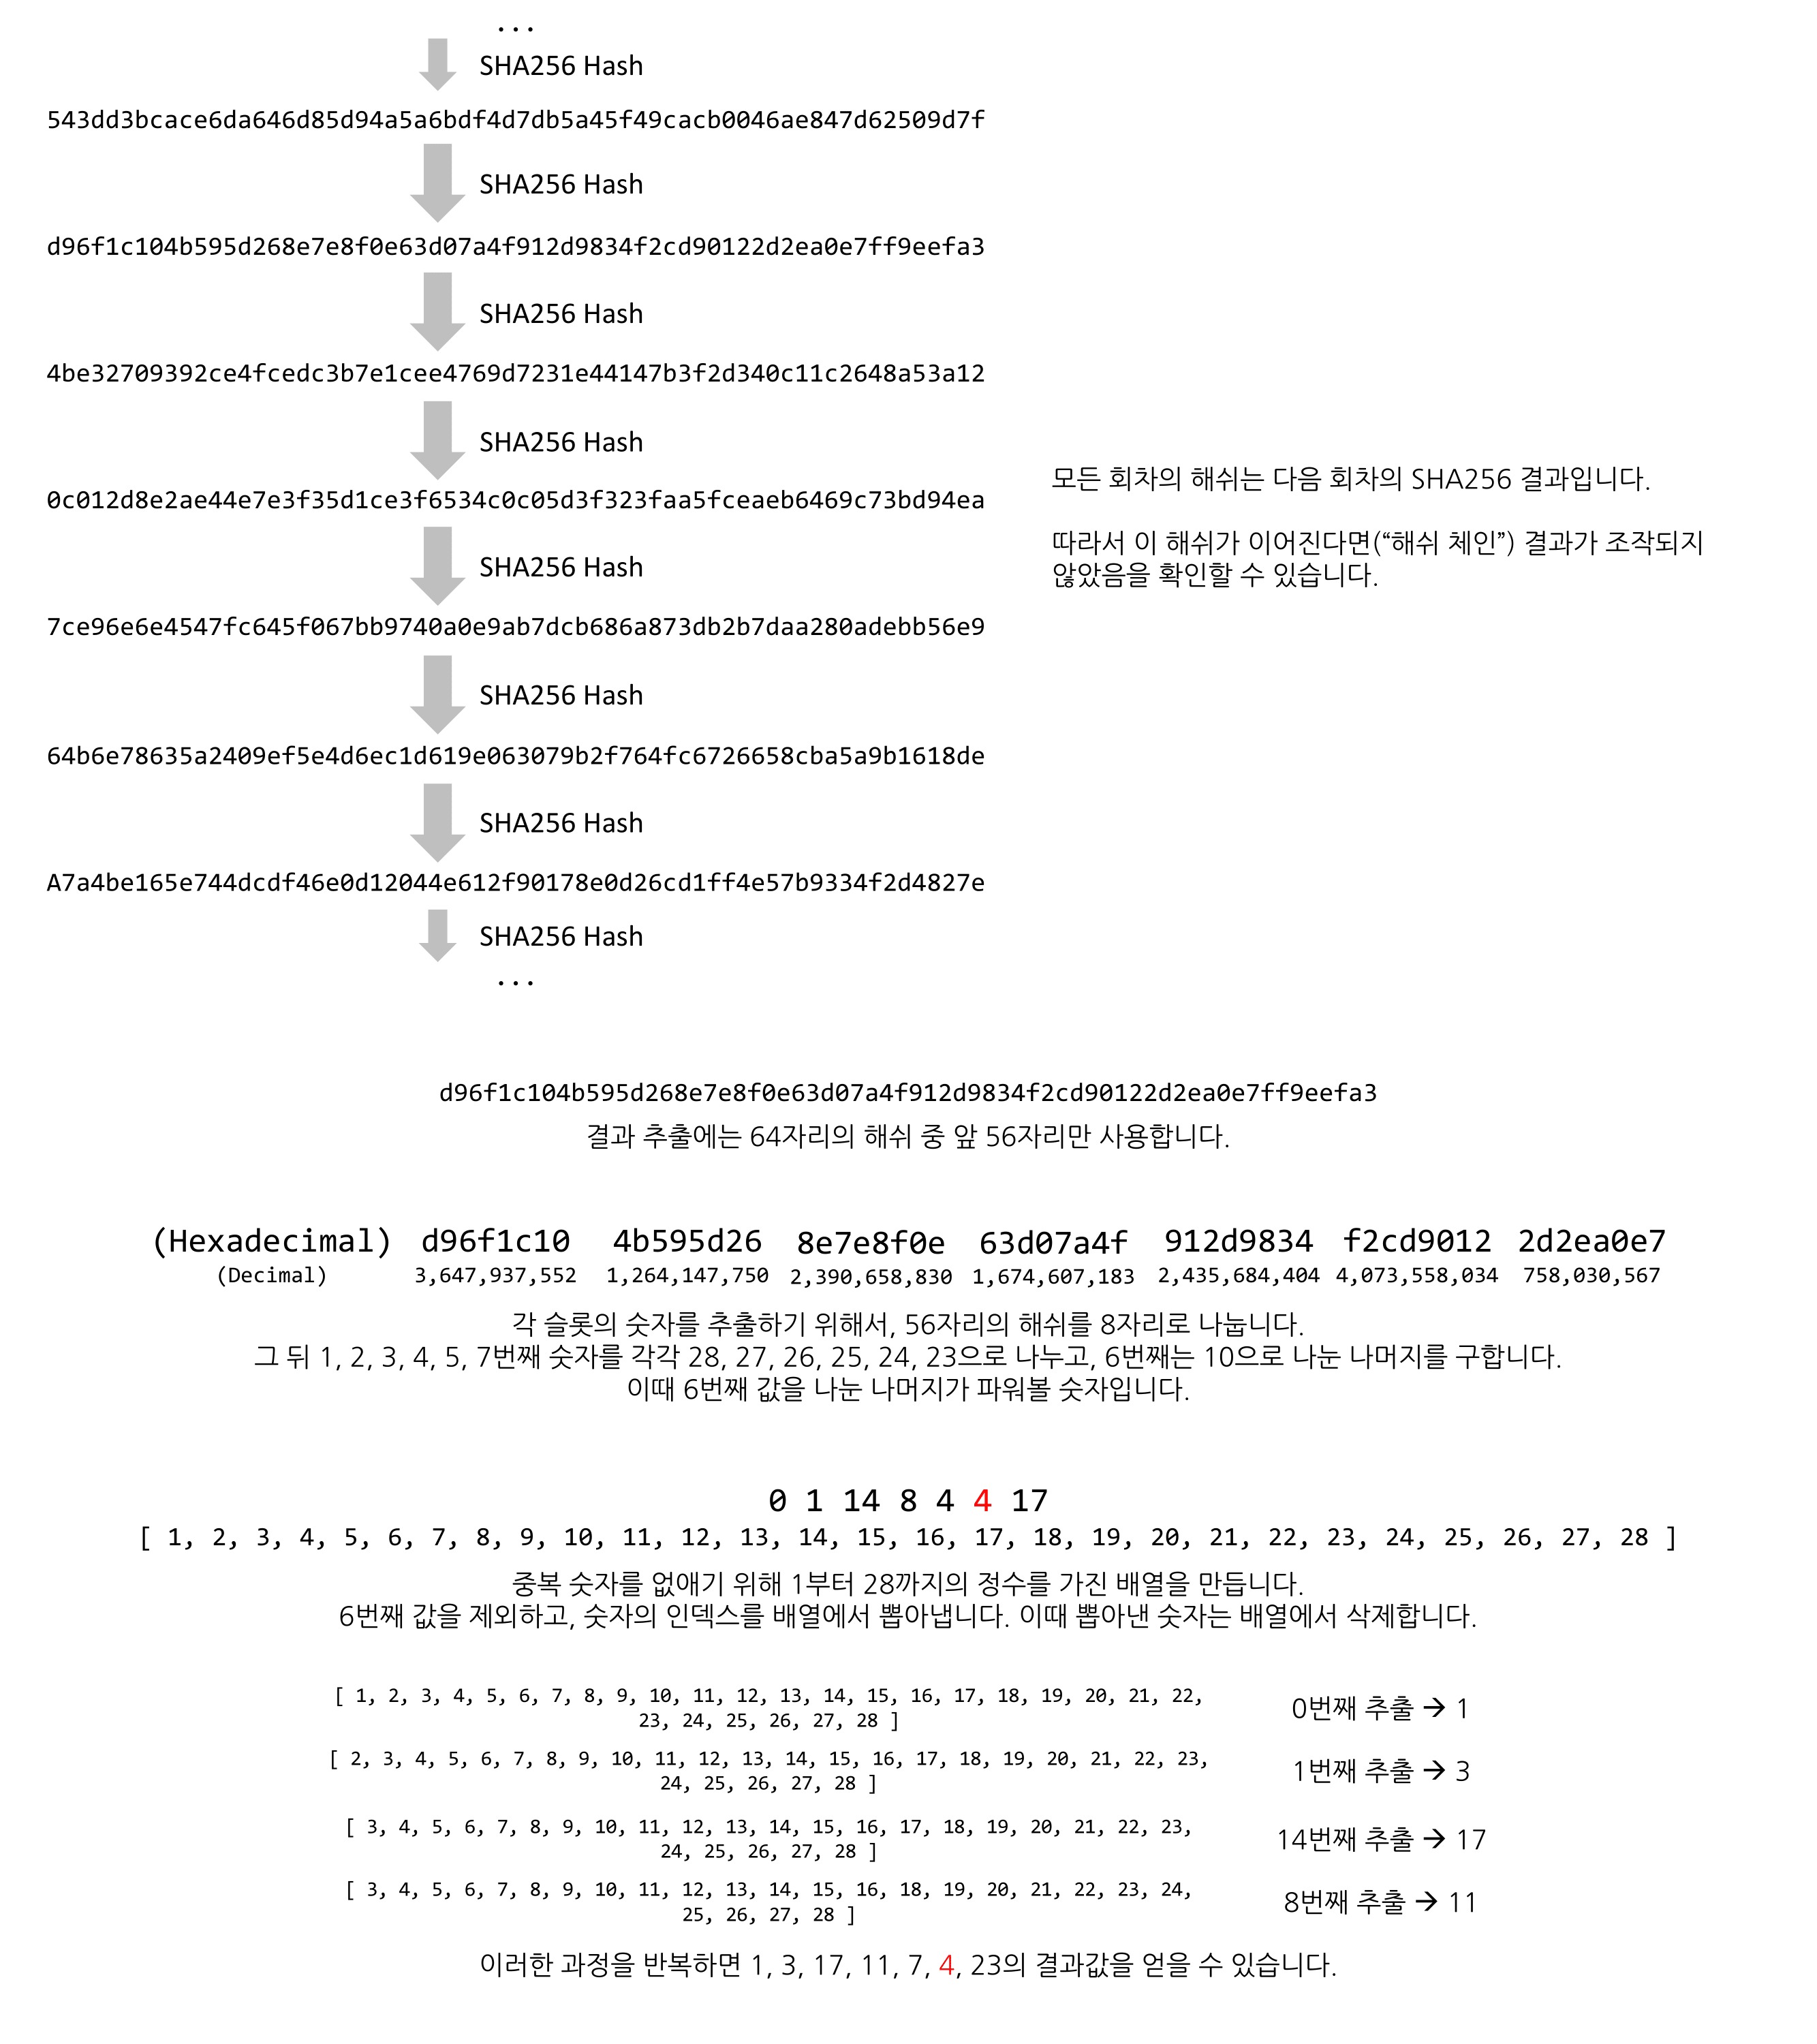 ...
SHA256 Hash
543dd3bcace6da646d85d94a5a6bdf4d7db5a45f49cacb0046ae847d62509d7f
SHA256 Hash
d96f1c104b595d268e7e8f0e63d07a4f912d9834f2cd90122d2ea0e7ff9eefa3
SHA256 Hash
4be32709392ce4fcedc3b7e1cee4769d7231e44147b3f2d340c11c2648a53a12
SHA256 Hash
0c012d8e2ae44e7e3f35d1ce3f6534c0c05d3f323faa5fceaeb6469c73bd94ea
모든 회차의 해쉬는 다음 회차의 SHA256 결과입니다.
따라서 이 해쉬가 이어진다면(“해쉬 체인”) 결과가 조작되지
않았음을 확인할 수 있습니다.
SHA256 Hash
7ce96e6e4547fc645f067bb9740a0e9ab7dcb686a873db2b7daa280adebb56e9
SHA256 Hash
64b6e78635a2409ef5e4d6ec1d619e063079b2f764fc6726658cba5a9b1618de
SHA256 Hash
A7a4be165e744dcdf46e0d12044e612f90178e0d26cd1ff4e57b9334f2d4827e
SHA256 Hash
...
d96f1c104b595d268e7e8f0e63d07a4f912d9834f2cd90122d2ea0e7ff9eefa3
결과 추출에는 64자리의 해쉬 중 앞 56자리만 사용합니다.
(Hexadecimal) d96f1c10 4b595d26 8e7e8f0e 63d07a4f 912d9834 f2cd9012 2d2ea0e7
(Decimal) 3,647,937,552 1,264,147,750 2,390,658,830 1,674,607,183 2,435,684,404 4,073,558,034 758,030,567
각 슬롯의 숫자를 추출하기 위해서, 56자리의 해쉬를 8자리로 나눕니다.
그 뒤 1, 2, 3, 4, 5, 7번째 숫자를 각각 28, 27, 26, 25, 24, 23으로 나누고, 6번째는 10으로 나눈 나머지를 구합니다.
이때 6번째 값을 나눈 나머지가 파워볼 숫자입니다.
0 1 14 8 4 4 17
[ 1, 2, 3, 4, 5, 6, 7, 8, 9, 10, 11, 12, 13, 14, 15, 16, 17, 18, 19, 20, 21, 22, 23, 24, 25, 26, 27, 28 ]
중복 숫자를 없애기 위해 1부터 28까지의 정수를 가진 배열을 만듭니다.
6번째 값을 제외하고, 숫자의 인덱스를 배열에서 뽑아냅니다. 이때 뽑아낸 숫자는 배열에서 삭제합니다.
[ 1, 2, 3, 4, 5, 6, 7, 8, 9, 10, 11, 12, 13, 14, 15, 16, 17, 18, 19, 20, 21, 22,
23, 24, 25, 26, 27, 28 ]
0번째 추출 → 1
[ 2, 3, 4, 5, 6, 7, 8, 9, 10, 11, 12, 13, 14, 15, 16, 17, 18, 19, 20, 21, 22, 23,
24, 25, 26, 27, 28 ]
1번째 추출 → 3
[ 3, 4, 5, 6, 7, 8, 9, 10, 11, 12, 13, 14, 15, 16, 17, 18, 19, 20, 21, 22, 23,
24, 25, 26, 27, 28 ]
14번째 추출 → 17
[ 3, 4, 5, 6, 7, 8, 9, 10, 11, 12, 13, 14, 15, 16, 18, 19, 20, 21, 22, 23, 24,
25, 26, 27, 28 ]
8번째 추출 → 11
이러한 과정을 반복하면 1, 3, 17, 11, 7, 4, 23의 결과값을 얻을 수 있습니다.